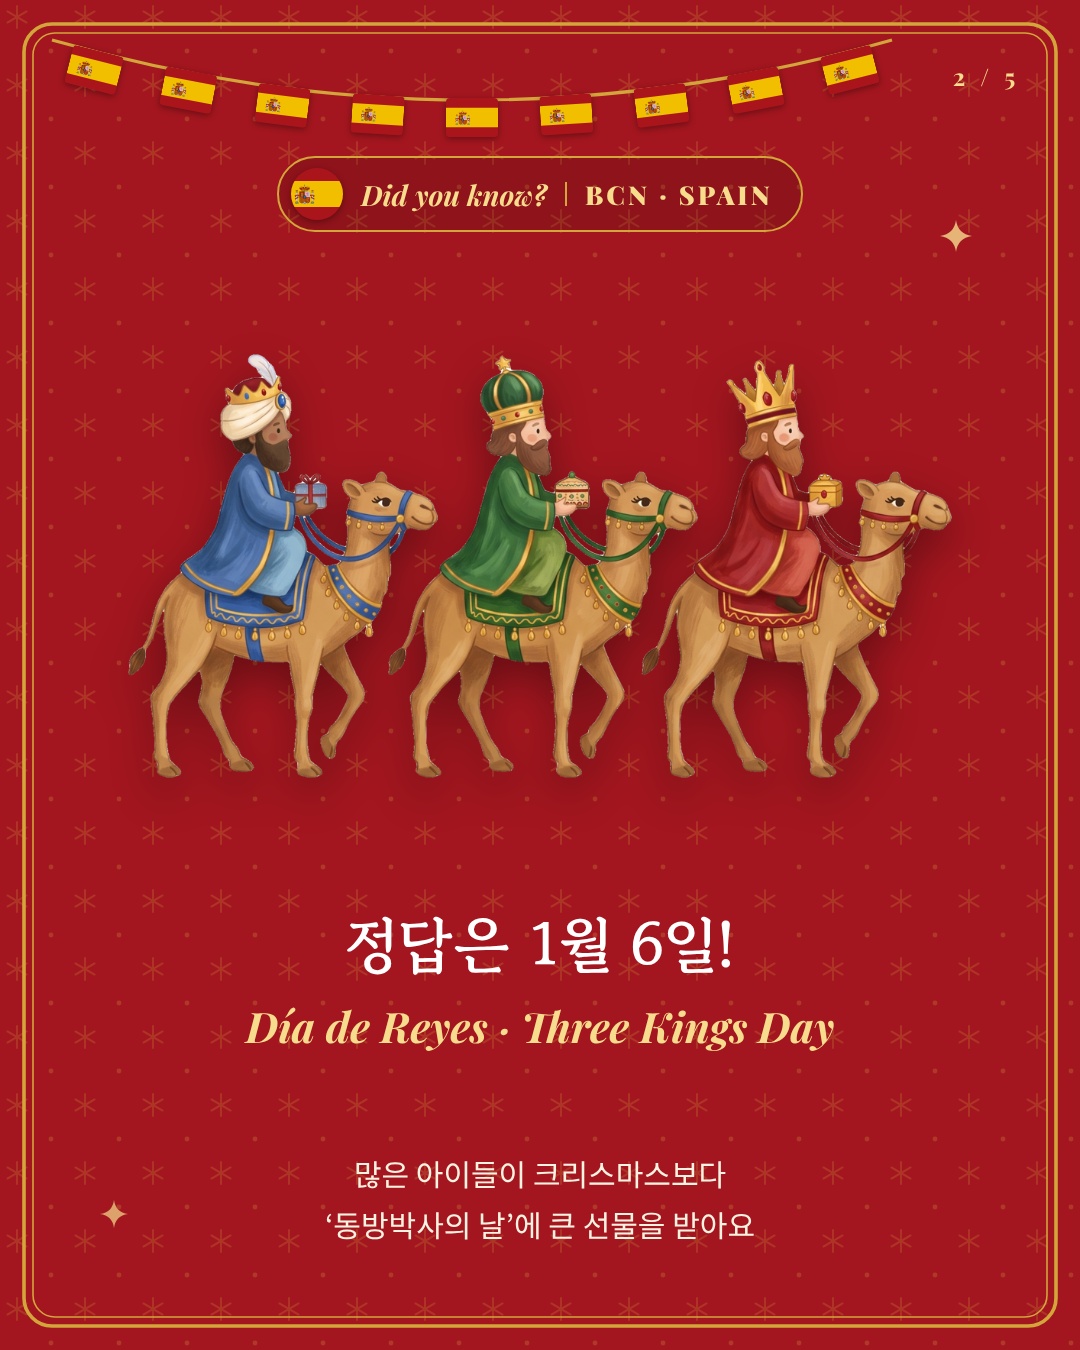 2 / 5
Did you know? | BCN · SPAIN
정답은 1월 6일!
Día de Reyes · Three Kings Day
많은 아이들이 크리스마스보다
‘동방박사의 날’에 큰 선물을 받아요